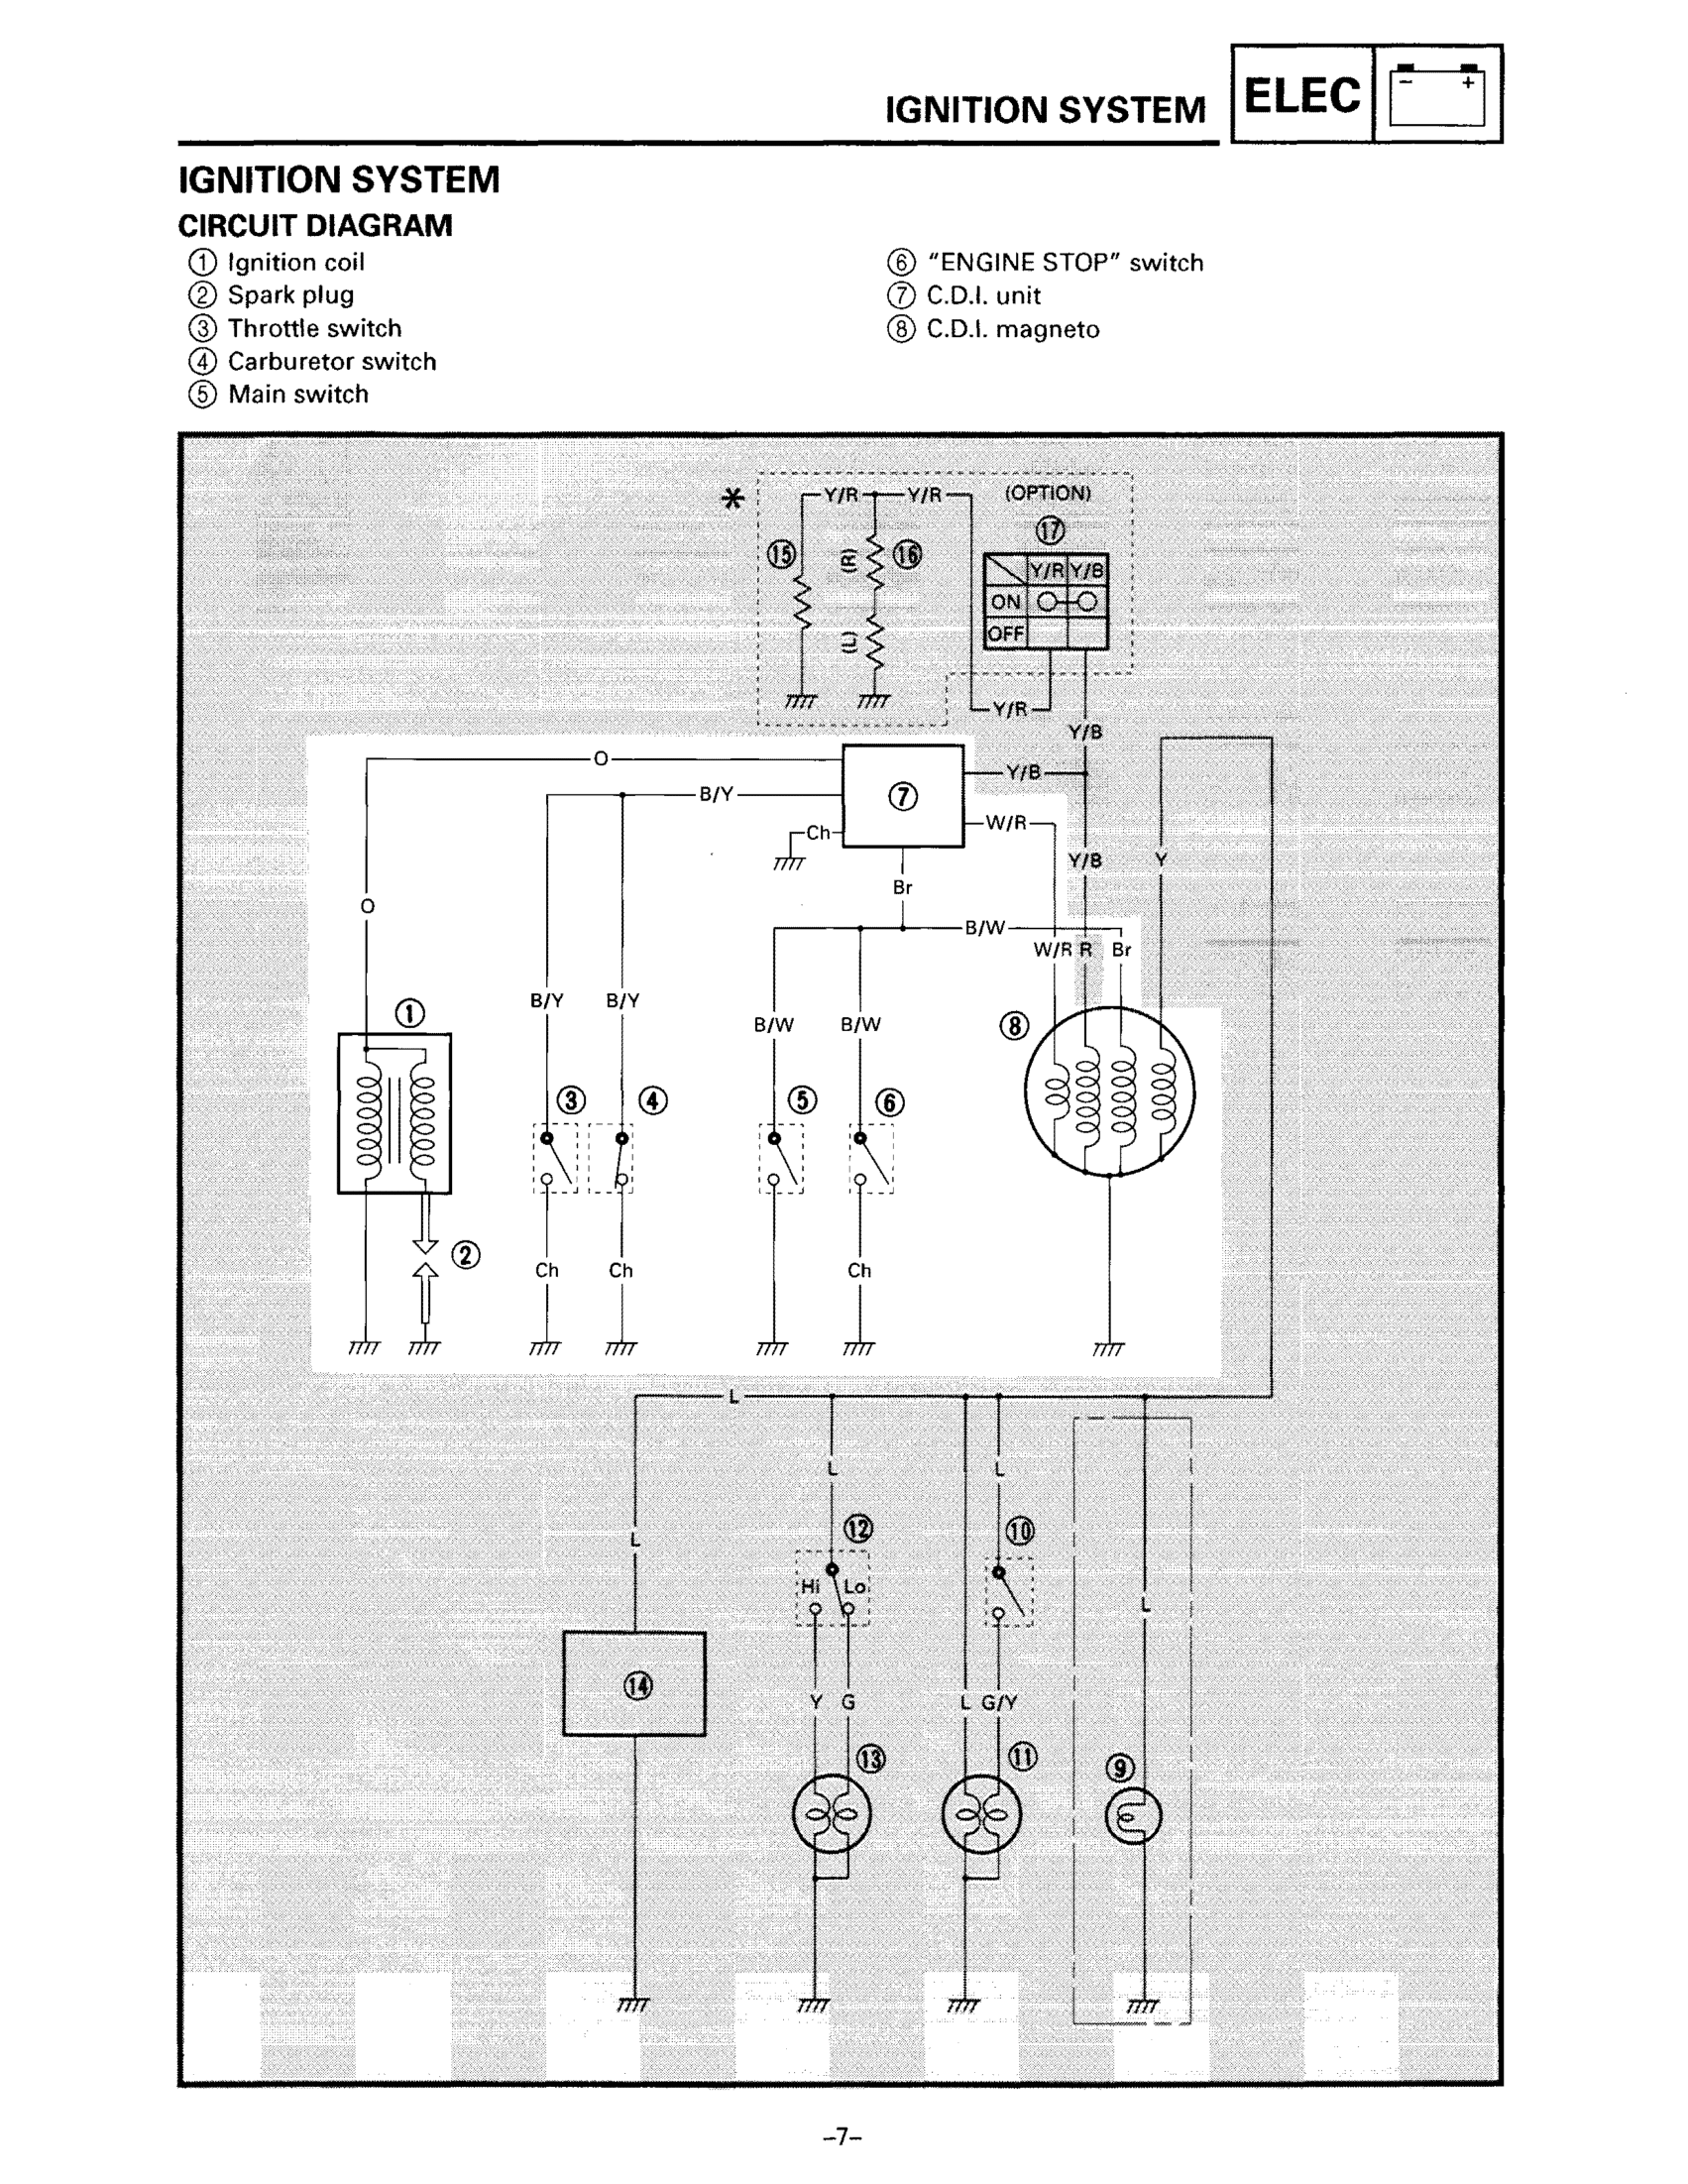 IGNITION SYSTEM
ELEC
- +
IGNITION SYSTEM
CIRCUIT DIAGRAM
① Ignition coil
② Spark plug
③ Throttle switch
④ Carburetor switch
⑤ Main switch
⑥ "ENGINE STOP" switch
⑦ C.D.I. unit
⑧ C.D.I. magneto
* Y/R Y/R (OPTION)
⑰
⑮ (R) ⑯
Y/R Y/B
ON
(L) OFF
Y/R
Y/B
O
Y/B
B/Y ⑦
W/R
Ch
Y/B Y
Br
O
B/W
W/R R Br
B/Y B/Y
① B/W B/W ⑧
③ ④ ⑤ ⑥
②
Ch Ch Ch
L
L L
⑫ ⑩
L
Hi Lo
L
⑭
Y G L G/Y
⑬ ⑪ ⑨
-7-